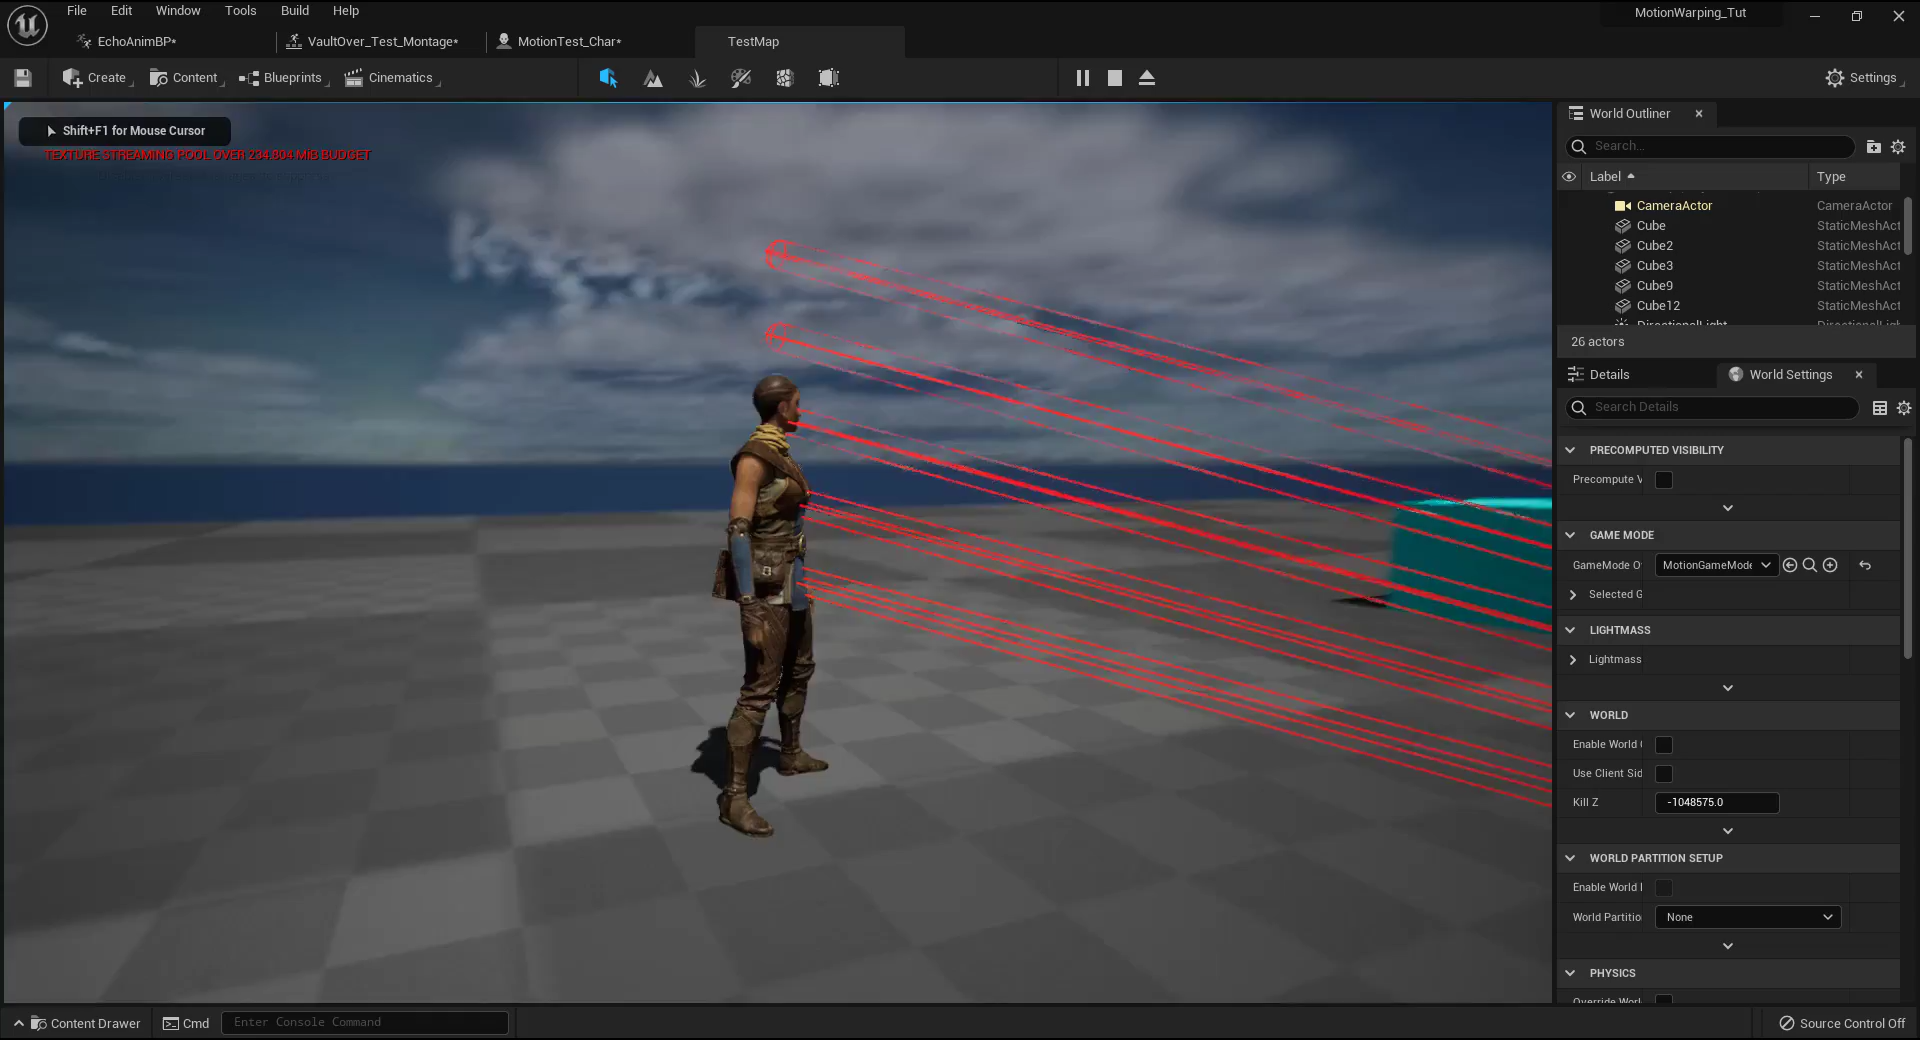 File Edit Window Tools Build Help
MotionWarping_Tut
EchoAnimBP*
VaultOver_Test_Montage*
MotionTest_Char*
TestMap
Create
Content
Blueprints
Cinematics
Settings
Shift+F1 for Mouse Cursor
TEXTURE STREAMING POOL OVER 234.804 MiB BUDGET
World Outliner
Search...
Label
Type
CameraActor CameraActor
Cube StaticMeshAct
Cube2 StaticMeshAct
Cube3 StaticMeshAct
Cube9 StaticMeshAct
Cube12 StaticMeshAct
DirectionalLight DirectionalLigh
26 actors
Details
World Settings
Search Details
PRECOMPUTED VISIBILITY
Precompute V
GAME MODE
GameMode O MotionGameMode
Selected G
LIGHTMASS
Lightmass
WORLD
Enable World
Use Client Sid
Kill Z -1048575.0
WORLD PARTITION SETUP
Enable World
World Partitio None
PHYSICS
Override Worl
Content Drawer
Cmd
Enter Console Command
Source Control Off